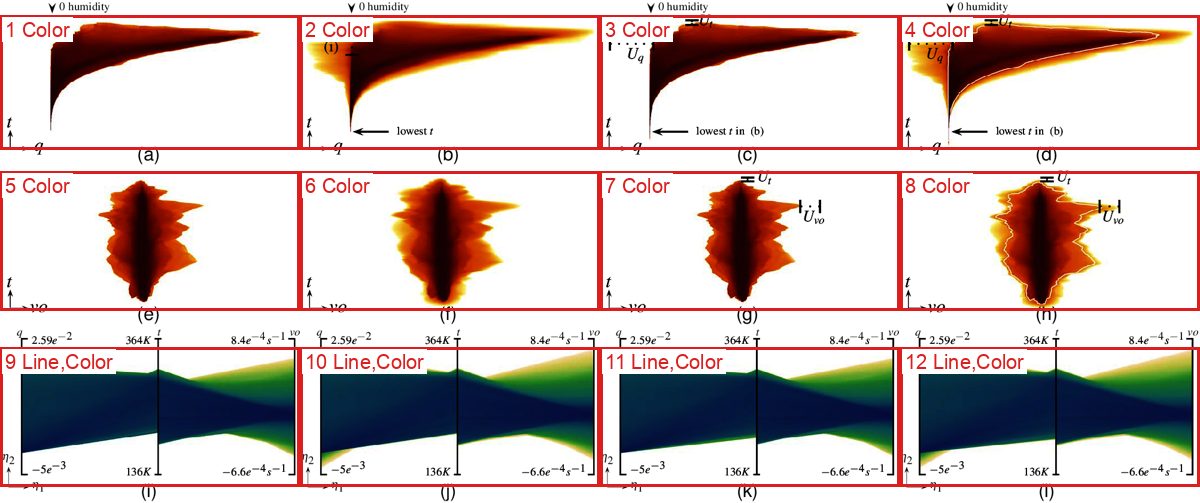 0 humidity
0 humidity
0 humidity
0 humidity
1 Color
2 Color
3 Color
4 Color
U_t
U_t
(i)
U_q
U_q
lowest t
lowest t in (b)
lowest t in (b)
t
q
t
q
t
q
t
q
(a)
(b)
(c)
(d)
5 Color
6 Color
7 Color
8 Color
U_t
U_t
U_vo
U_vo
t
vo
t
vo
t
vo
t
vo
(e)
(f)
(g)
(h)
q t vo
q t vo
q t vo
q t vo
2.59e^−2 364K 8.4e^−4 s^−1
2.59e^−2 364K 8.4e^−4 s^−1
2.59e^−2 364K 8.4e^−4 s^−1
2.59e^−2 364K 8.4e^−4 s^−1
9 Line,Color
10 Line,Color
11 Line,Color
12 Line,Color
η2
η2
η2
η2
−5e^−3 136K −6.6e^−4 s^−1
−5e^−3 136K −6.6e^−4 s^−1
−5e^−3 136K −6.6e^−4 s^−1
−5e^−3 136K −6.6e^−4 s^−1
η1
η1
η1
η1
(i)
(j)
(k)
(l)